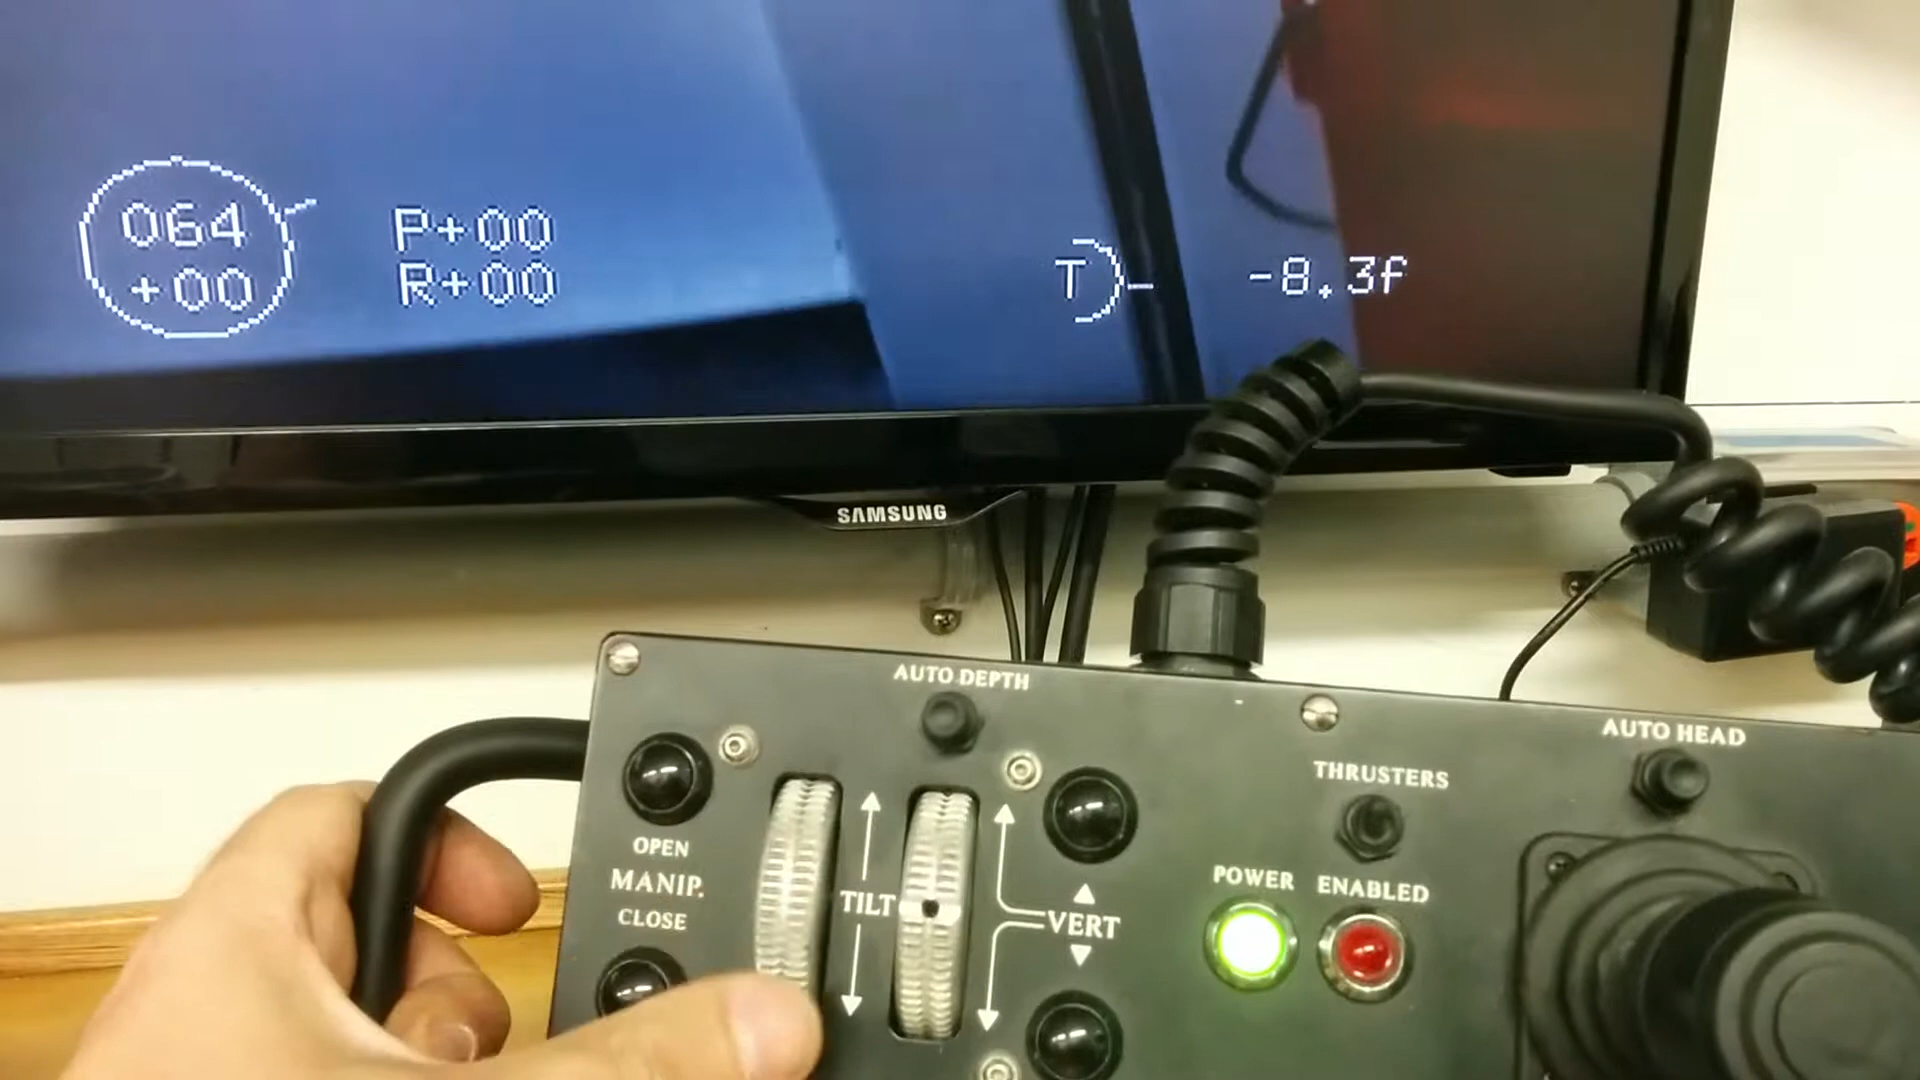 064
+00
P+00
R+00
T
-8.3f
SAMSUNG
AUTO DEPTH
AUTO HEAD
THRUSTERS
OPEN
MANIP.
CLOSE
TILT
VERT
POWER
ENABLED